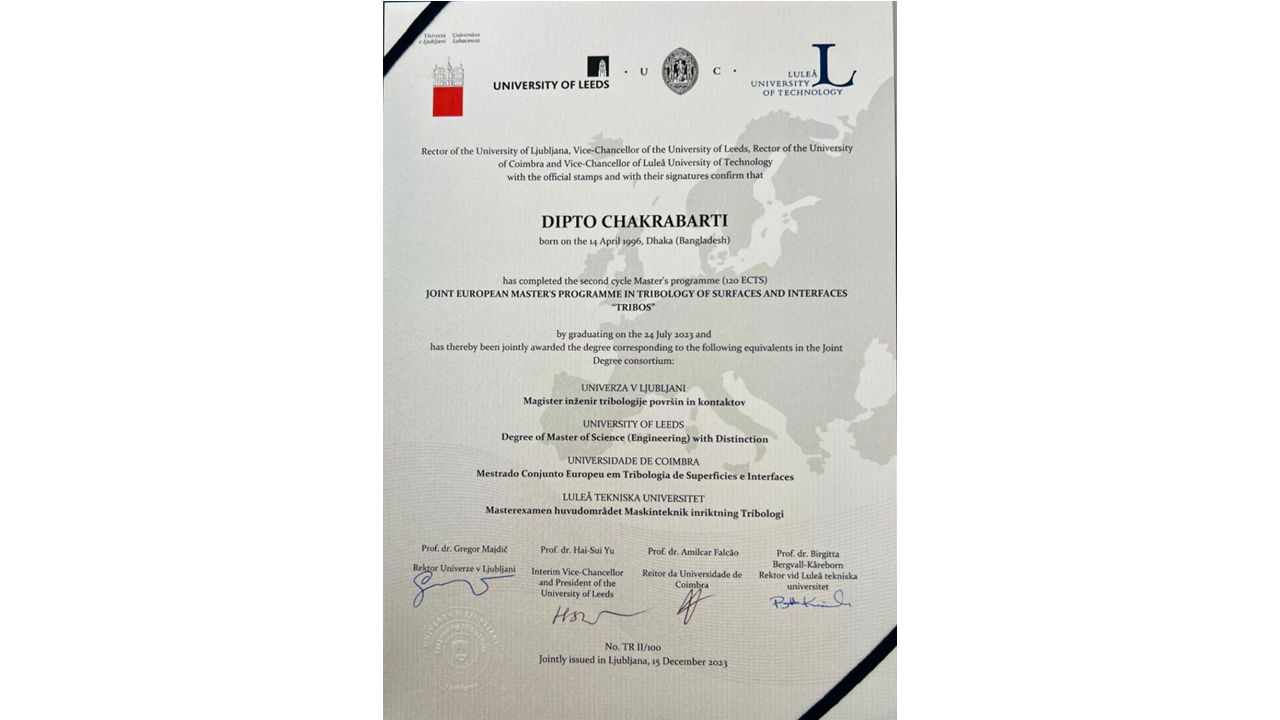 Univerza Universitas
v Ljubljani Labacensis
UNIVERSITY OF LEEDS
· U C ·
LULEÅ
UNIVERSITY
OF TECHNOLOGY
Rector of the University of Ljubljana, Vice-Chancellor of the University of Leeds, Rector of the University
of Coimbra and Vice-Chancellor of Luleå University of Technology
with the official stamps and with their signatures confirm that
DIPTO CHAKRABARTI
born on the 14 April 1996, Dhaka (Bangladesh)
has completed the second cycle Master's programme (120 ECTS)
JOINT EUROPEAN MASTER'S PROGRAMME IN TRIBOLOGY OF SURFACES AND INTERFACES
"TRIBOS"
by graduating on the 24 July 2023 and
has thereby been jointly awarded the degree corresponding to the following equivalents in the Joint
Degree consortium:
UNIVERZA V LJUBLJANI
Magister inženir tribologije površin in kontaktov
UNIVERSITY OF LEEDS
Degree of Master of Science (Engineering) with Distinction
UNIVERSIDADE DE COIMBRA
Mestrado Conjunto Europeu em Tribologia de Superfícies e Interfaces
LULEÅ TEKNISKA UNIVERSITET
Masterexamen huvudområdet Maskinteknik inriktning Tribologi
Prof. dr. Gregor Majdič
Rektor Univerze v Ljubljani
Prof. dr. Hai-Sui Yu
Interim Vice-Chancellor
and President of the
University of Leeds
Prof. dr. Amílcar Falcão
Reitor da Universidade de
Coimbra
Prof. dr. Birgitta
Bergvall-Kåreborn
Rektor vid Luleå tekniska
universitet
No. TR II/100
Jointly issued in Ljubljana, 15 December 2023